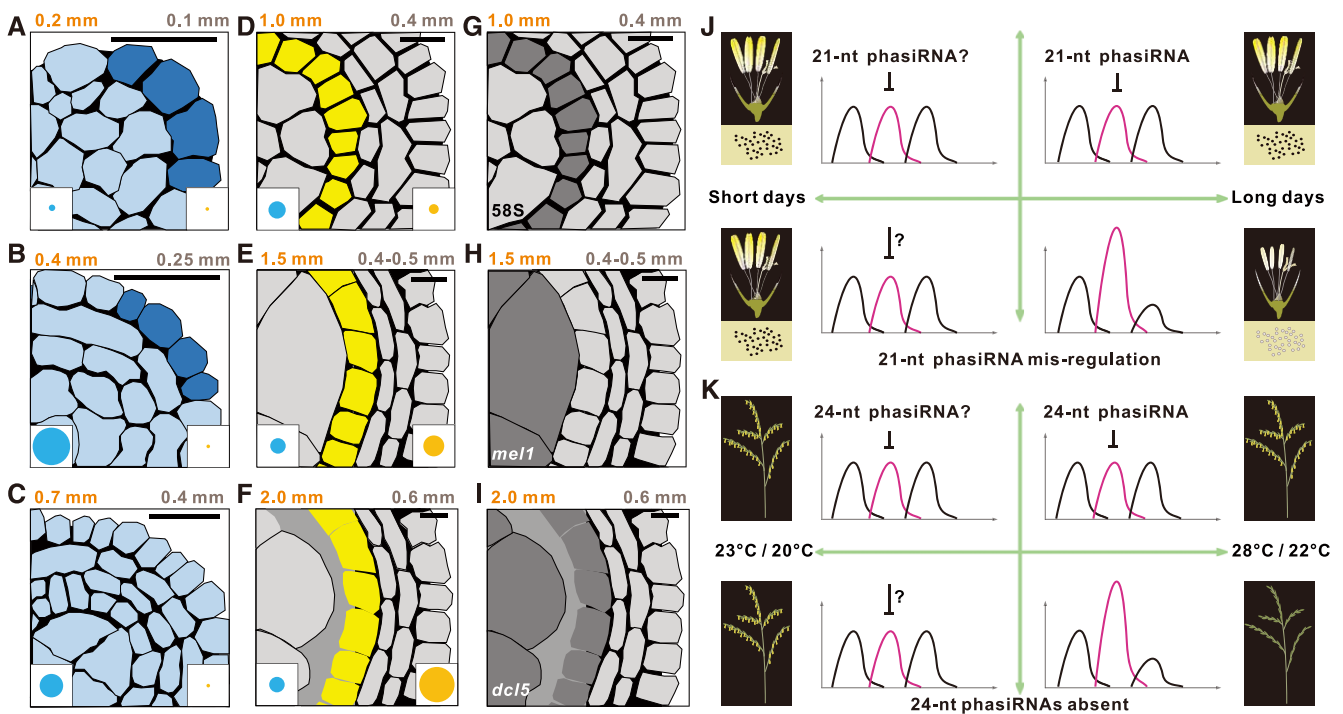 A
0.2 mm 0.1 mm
B
0.4 mm 0.25 mm
C
0.7 mm 0.4 mm
D
1.0 mm 0.4 mm
E
1.5 mm 0.4-0.5 mm
F
2.0 mm 0.6 mm
G
1.0 mm 0.4 mm
58S
H
1.5 mm 0.4-0.5 mm
mel1
I
2.0 mm 0.6 mm
dcl5
J
21-nt phasiRNA? 21-nt phasiRNA
Short days Long days
?
21-nt phasiRNA mis-regulation
K
24-nt phasiRNA? 24-nt phasiRNA
23°C / 20°C 28°C / 22°C
?
24-nt phasiRNAs absent